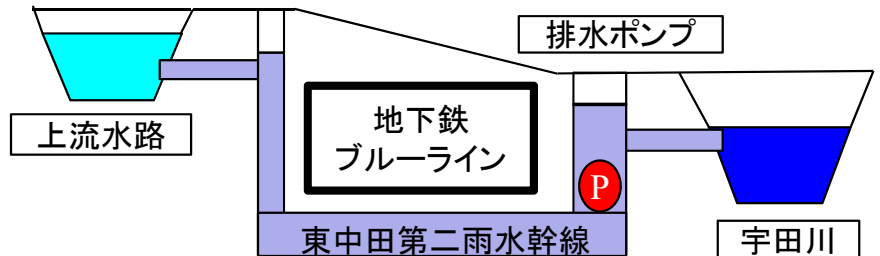 排水ポンプ
上流水路
地下鉄
ブルーライン
P
東中田第二雨水幹線
宇田川